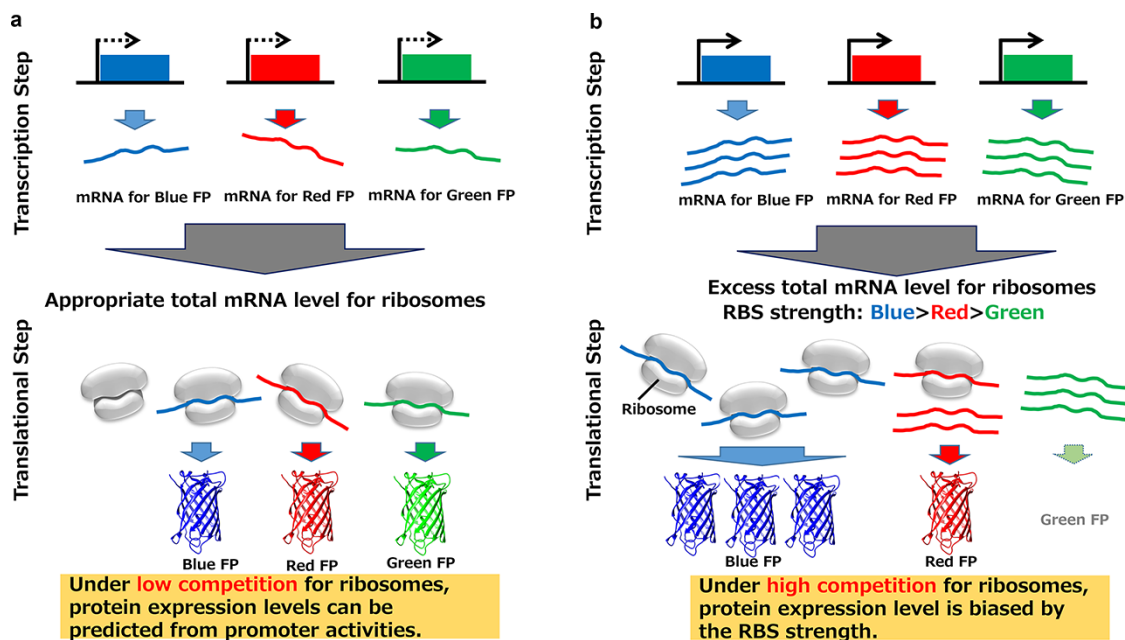 a
Transcription Step
mRNA for Blue FP
mRNA for Red FP
mRNA for Green FP
Appropriate total mRNA level for ribosomes
Translational Step
Blue FP
Red FP
Green FP
Under low competition for ribosomes,
protein expression levels can be
predicted from promoter activities.
b
Transcription Step
mRNA for Blue FP
mRNA for Red FP
mRNA for Green FP
Excess total mRNA level for ribosomes
RBS strength: Blue>Red>Green
Translational Step
Ribosome
Blue FP
Red FP
Green FP
Under high competition for ribosomes,
protein expression level is biased by
the RBS strength.